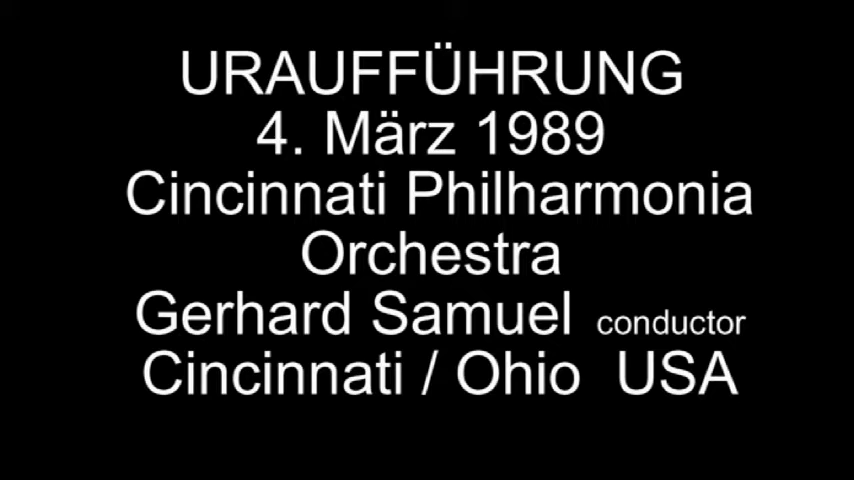 URAUFFÜHRUNG
4. März 1989
Cincinnati Philharmonia
Orchestra
Gerhard Samuel conductor
Cincinnati / Ohio USA